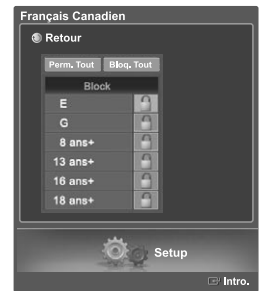 Français Canadien
Retour
Perm. Tout Bloq. Tout
Block
E
G
8 ans+
13 ans+
16 ans+
18 ans+
Setup
Intro.